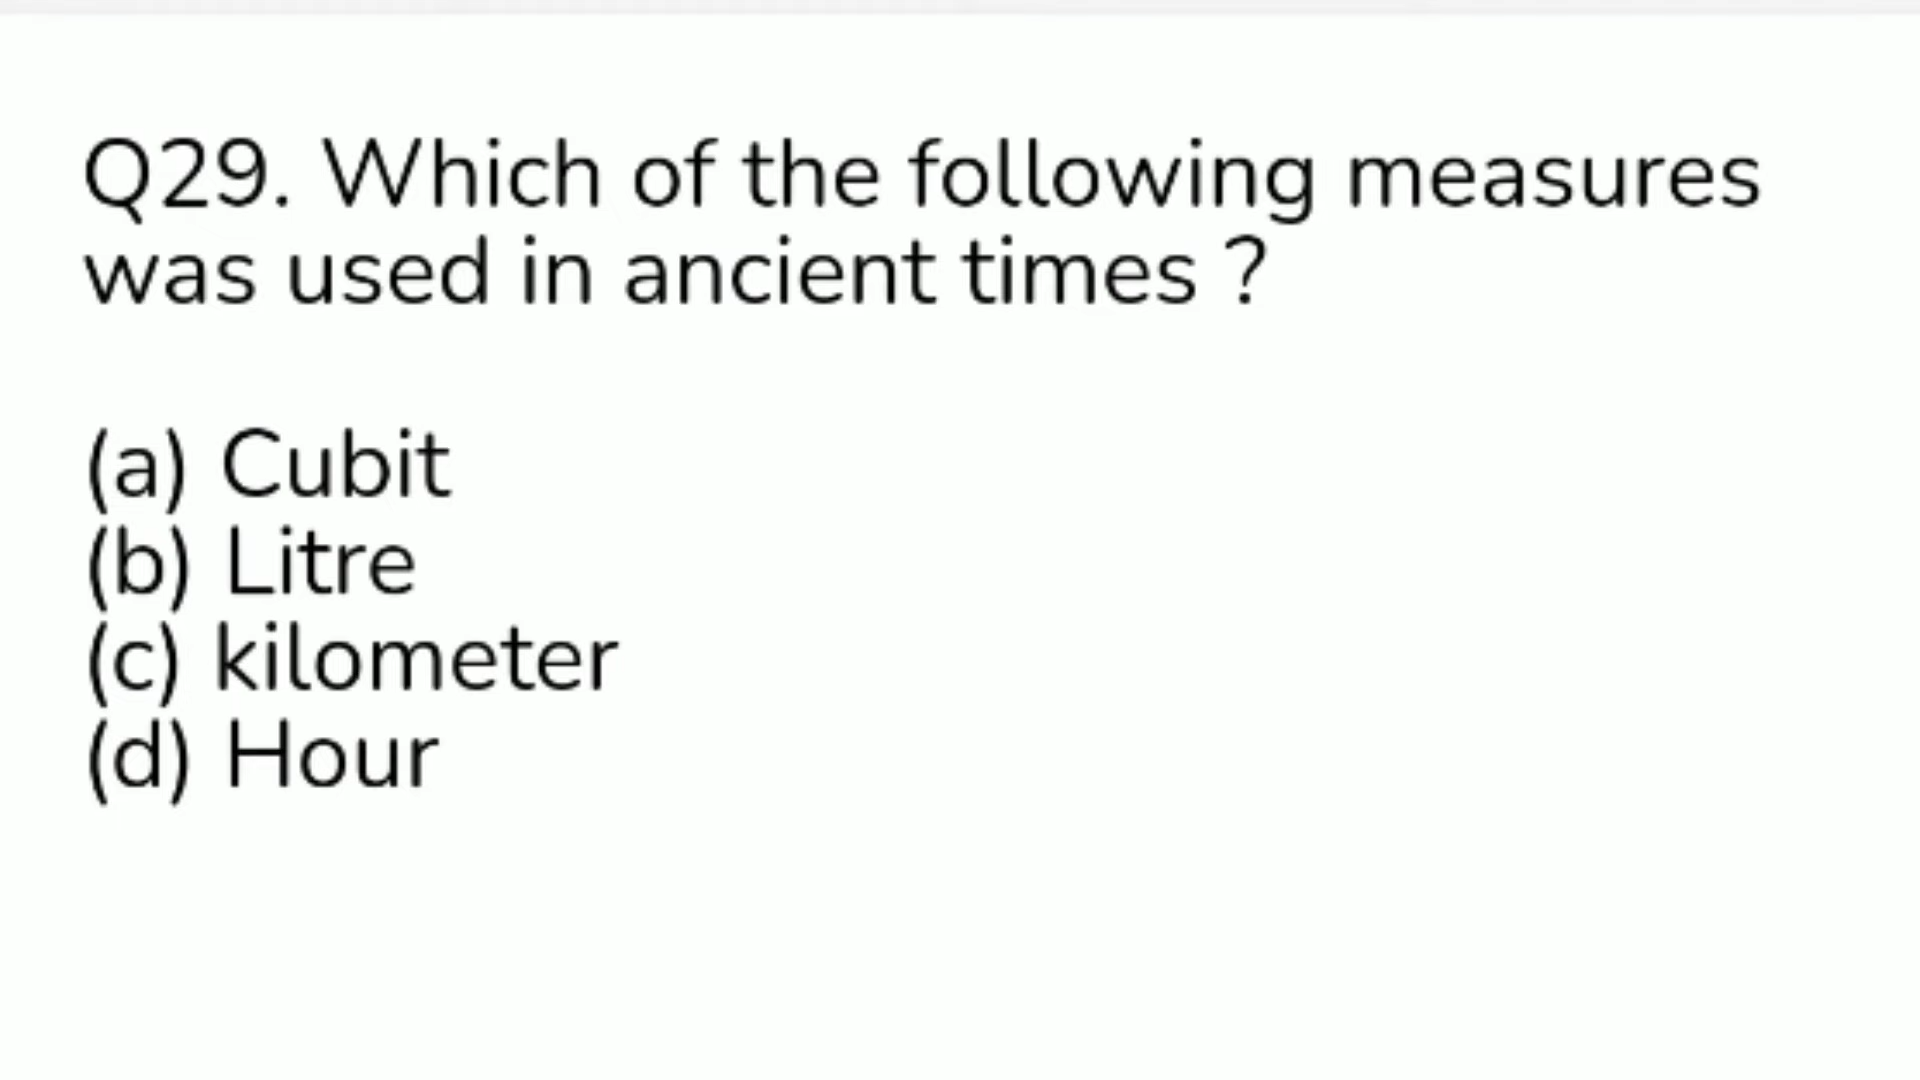 Q29. Which of the following measures
was used in ancient times ?
(a) Cubit
(b) Litre
(c) kilometer
(d) Hour